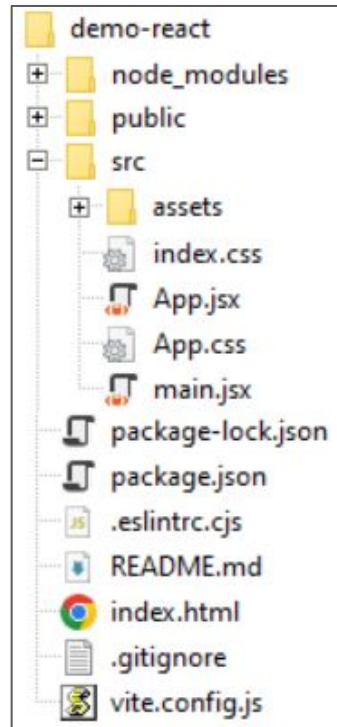 demo-react
node_modules
public
src
assets
index.css
App.jsx
App.css
main.jsx
package-lock.json
package.json
.eslintrc.cjs
README.md
index.html
.gitignore
vite.config.js